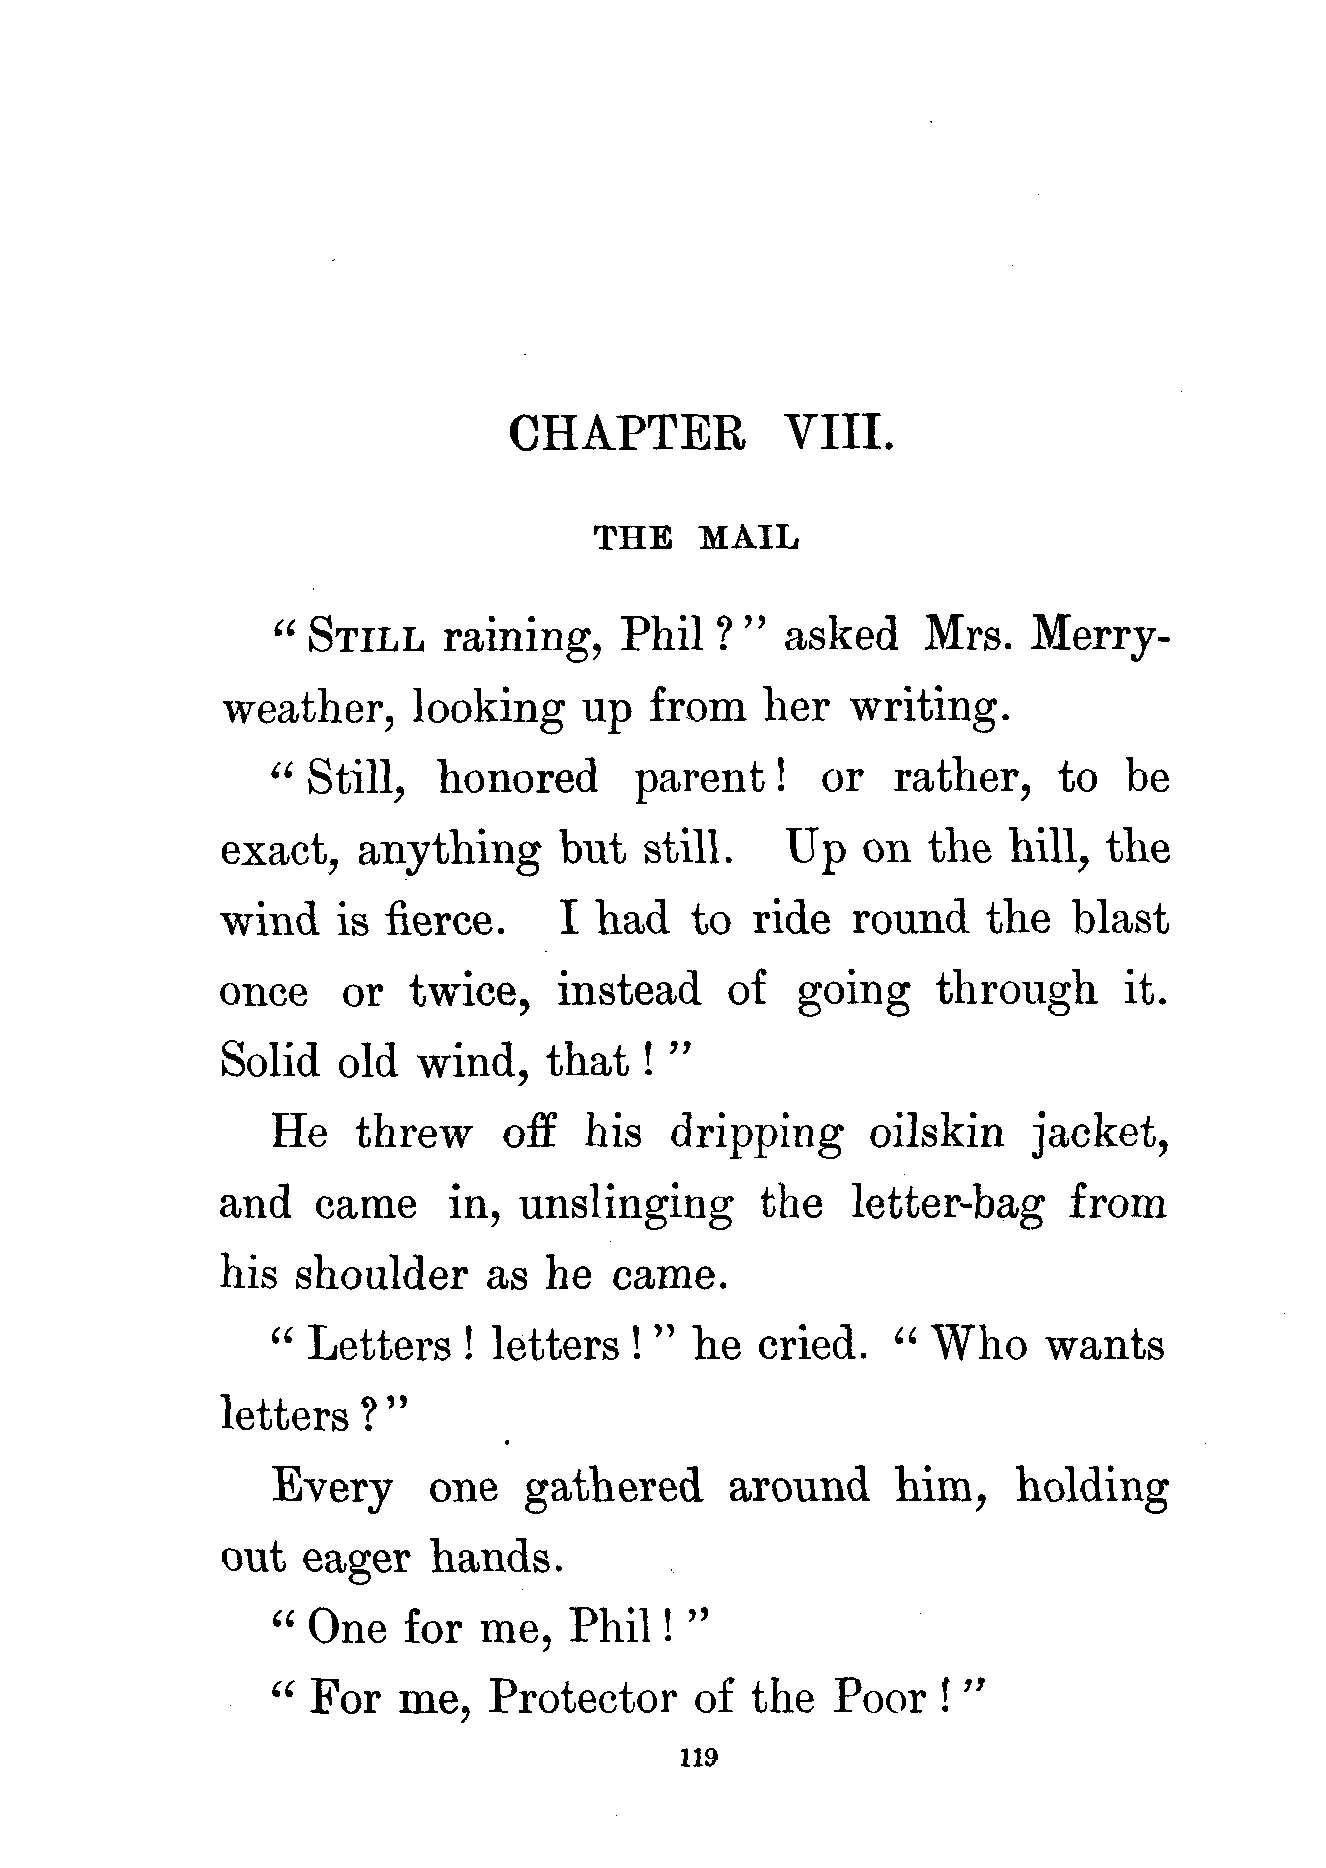 CHAPTER VIII.
THE MAIL
“ STILL raining, Phil ? ” asked Mrs. Merry-
weather, looking up from her writing.
“ Still, honored parent ! or rather, to be
exact, anything but still. Up on the hill, the
wind is fierce. I had to ride round the blast
once or twice, instead of going through it.
Solid old wind, that ! ”
He threw off his dripping oilskin jacket,
and came in, unslinging the letter-bag from
his shoulder as he came.
“ Letters ! letters ! ” he cried. “ Who wants
letters ? ”
Every one gathered around him, holding
out eager hands.
“ One for me, Phil ! ”
“ For me, Protector of the Poor ! ”
119